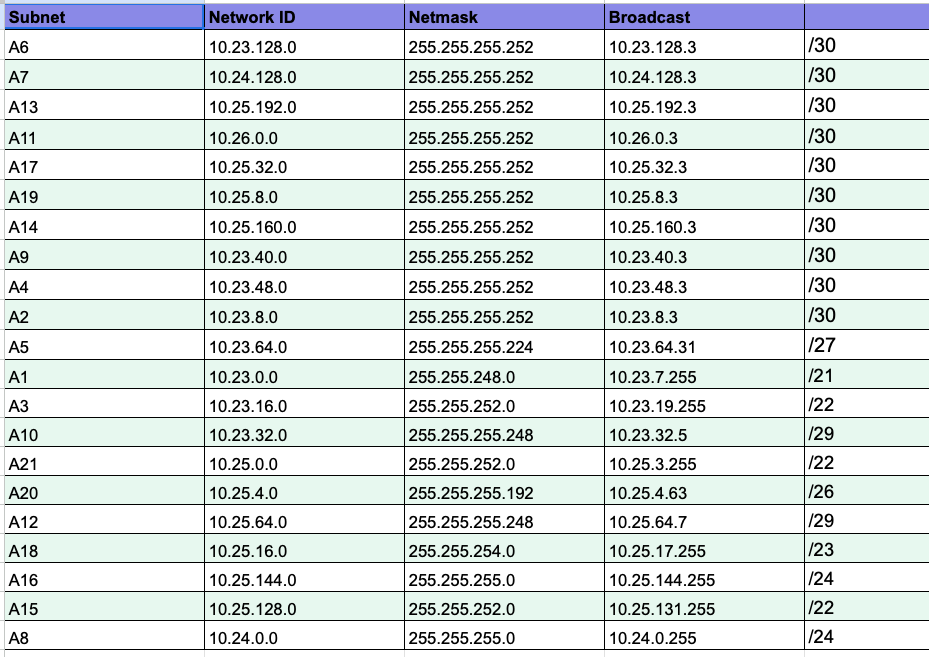 Subnet Network ID Netmask Broadcast
A6 10.23.128.0 255.255.255.252 10.23.128.3 /30
A7 10.24.128.0 255.255.255.252 10.24.128.3 /30
A13 10.25.192.0 255.255.255.252 10.25.192.3 /30
A11 10.26.0.0 255.255.255.252 10.26.0.3 /30
A17 10.25.32.0 255.255.255.252 10.25.32.3 /30
A19 10.25.8.0 255.255.255.252 10.25.8.3 /30
A14 10.25.160.0 255.255.255.252 10.25.160.3 /30
A9 10.23.40.0 255.255.255.252 10.23.40.3 /30
A4 10.23.48.0 255.255.255.252 10.23.48.3 /30
A2 10.23.8.0 255.255.255.252 10.23.8.3 /30
A5 10.23.64.0 255.255.255.224 10.23.64.31 /27
A1 10.23.0.0 255.255.248.0 10.23.7.255 /21
A3 10.23.16.0 255.255.252.0 10.23.19.255 /22
A10 10.23.32.0 255.255.255.248 10.23.32.5 /29
A21 10.25.0.0 255.255.252.0 10.25.3.255 /22
A20 10.25.4.0 255.255.255.192 10.25.4.63 /26
A12 10.25.64.0 255.255.255.248 10.25.64.7 /29
A18 10.25.16.0 255.255.254.0 10.25.17.255 /23
A16 10.25.144.0 255.255.255.0 10.25.144.255 /24
A15 10.25.128.0 255.255.252.0 10.25.131.255 /22
A8 10.24.0.0 255.255.255.0 10.24.0.255 /24